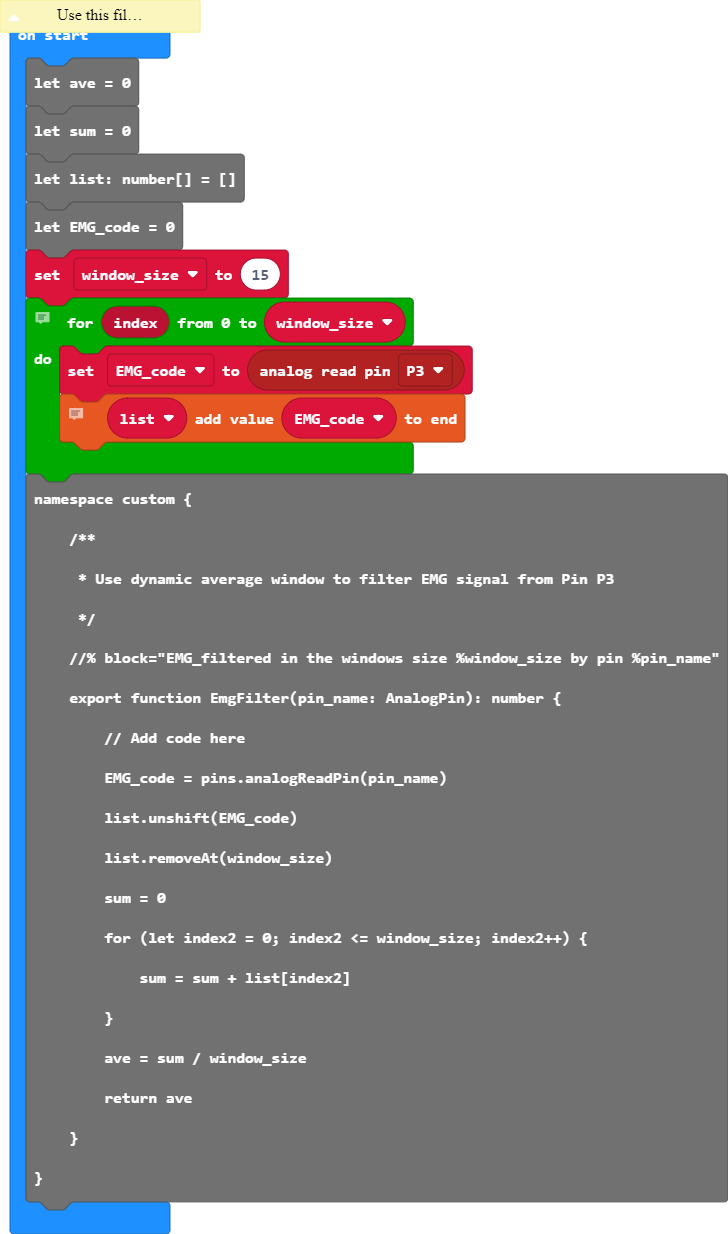 Use this fil…
on start
let ave = 0
let sum = 0
let list: number[] = []
let EMG_code = 0
set window_size to 15
for index from 0 to window_size
do
set EMG_code to analog read pin P3
list add value EMG_code to end
namespace custom {
/**
* Use dynamic average window to filter EMG signal from Pin P3
*/
//% block="EMG_filtered in the windows size %window_size by pin %pin_name"
export function EmgFilter(pin_name: AnalogPin): number {
// Add code here
EMG_code = pins.analogReadPin(pin_name)
list.unshift(EMG_code)
list.removeAt(window_size)
sum = 0
for (let index2 = 0; index2 <= window_size; index2++) {
sum = sum + list[index2]
}
ave = sum / window_size
return ave
}
}